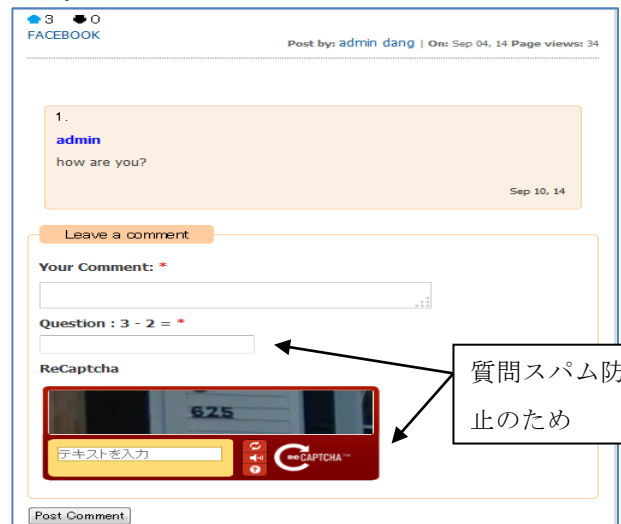 3 0
FACEBOOK
Post by: admin dang | On: Sep 04, 14 Page views: 34
1.
admin
how are you?
Sep 10, 14
Leave a comment
Your Comment: *
Question : 3 - 2 = *
ReCaptcha
質問スパム防
止のため
625
テキストを入力
reCAPTCHA™
Post Comment